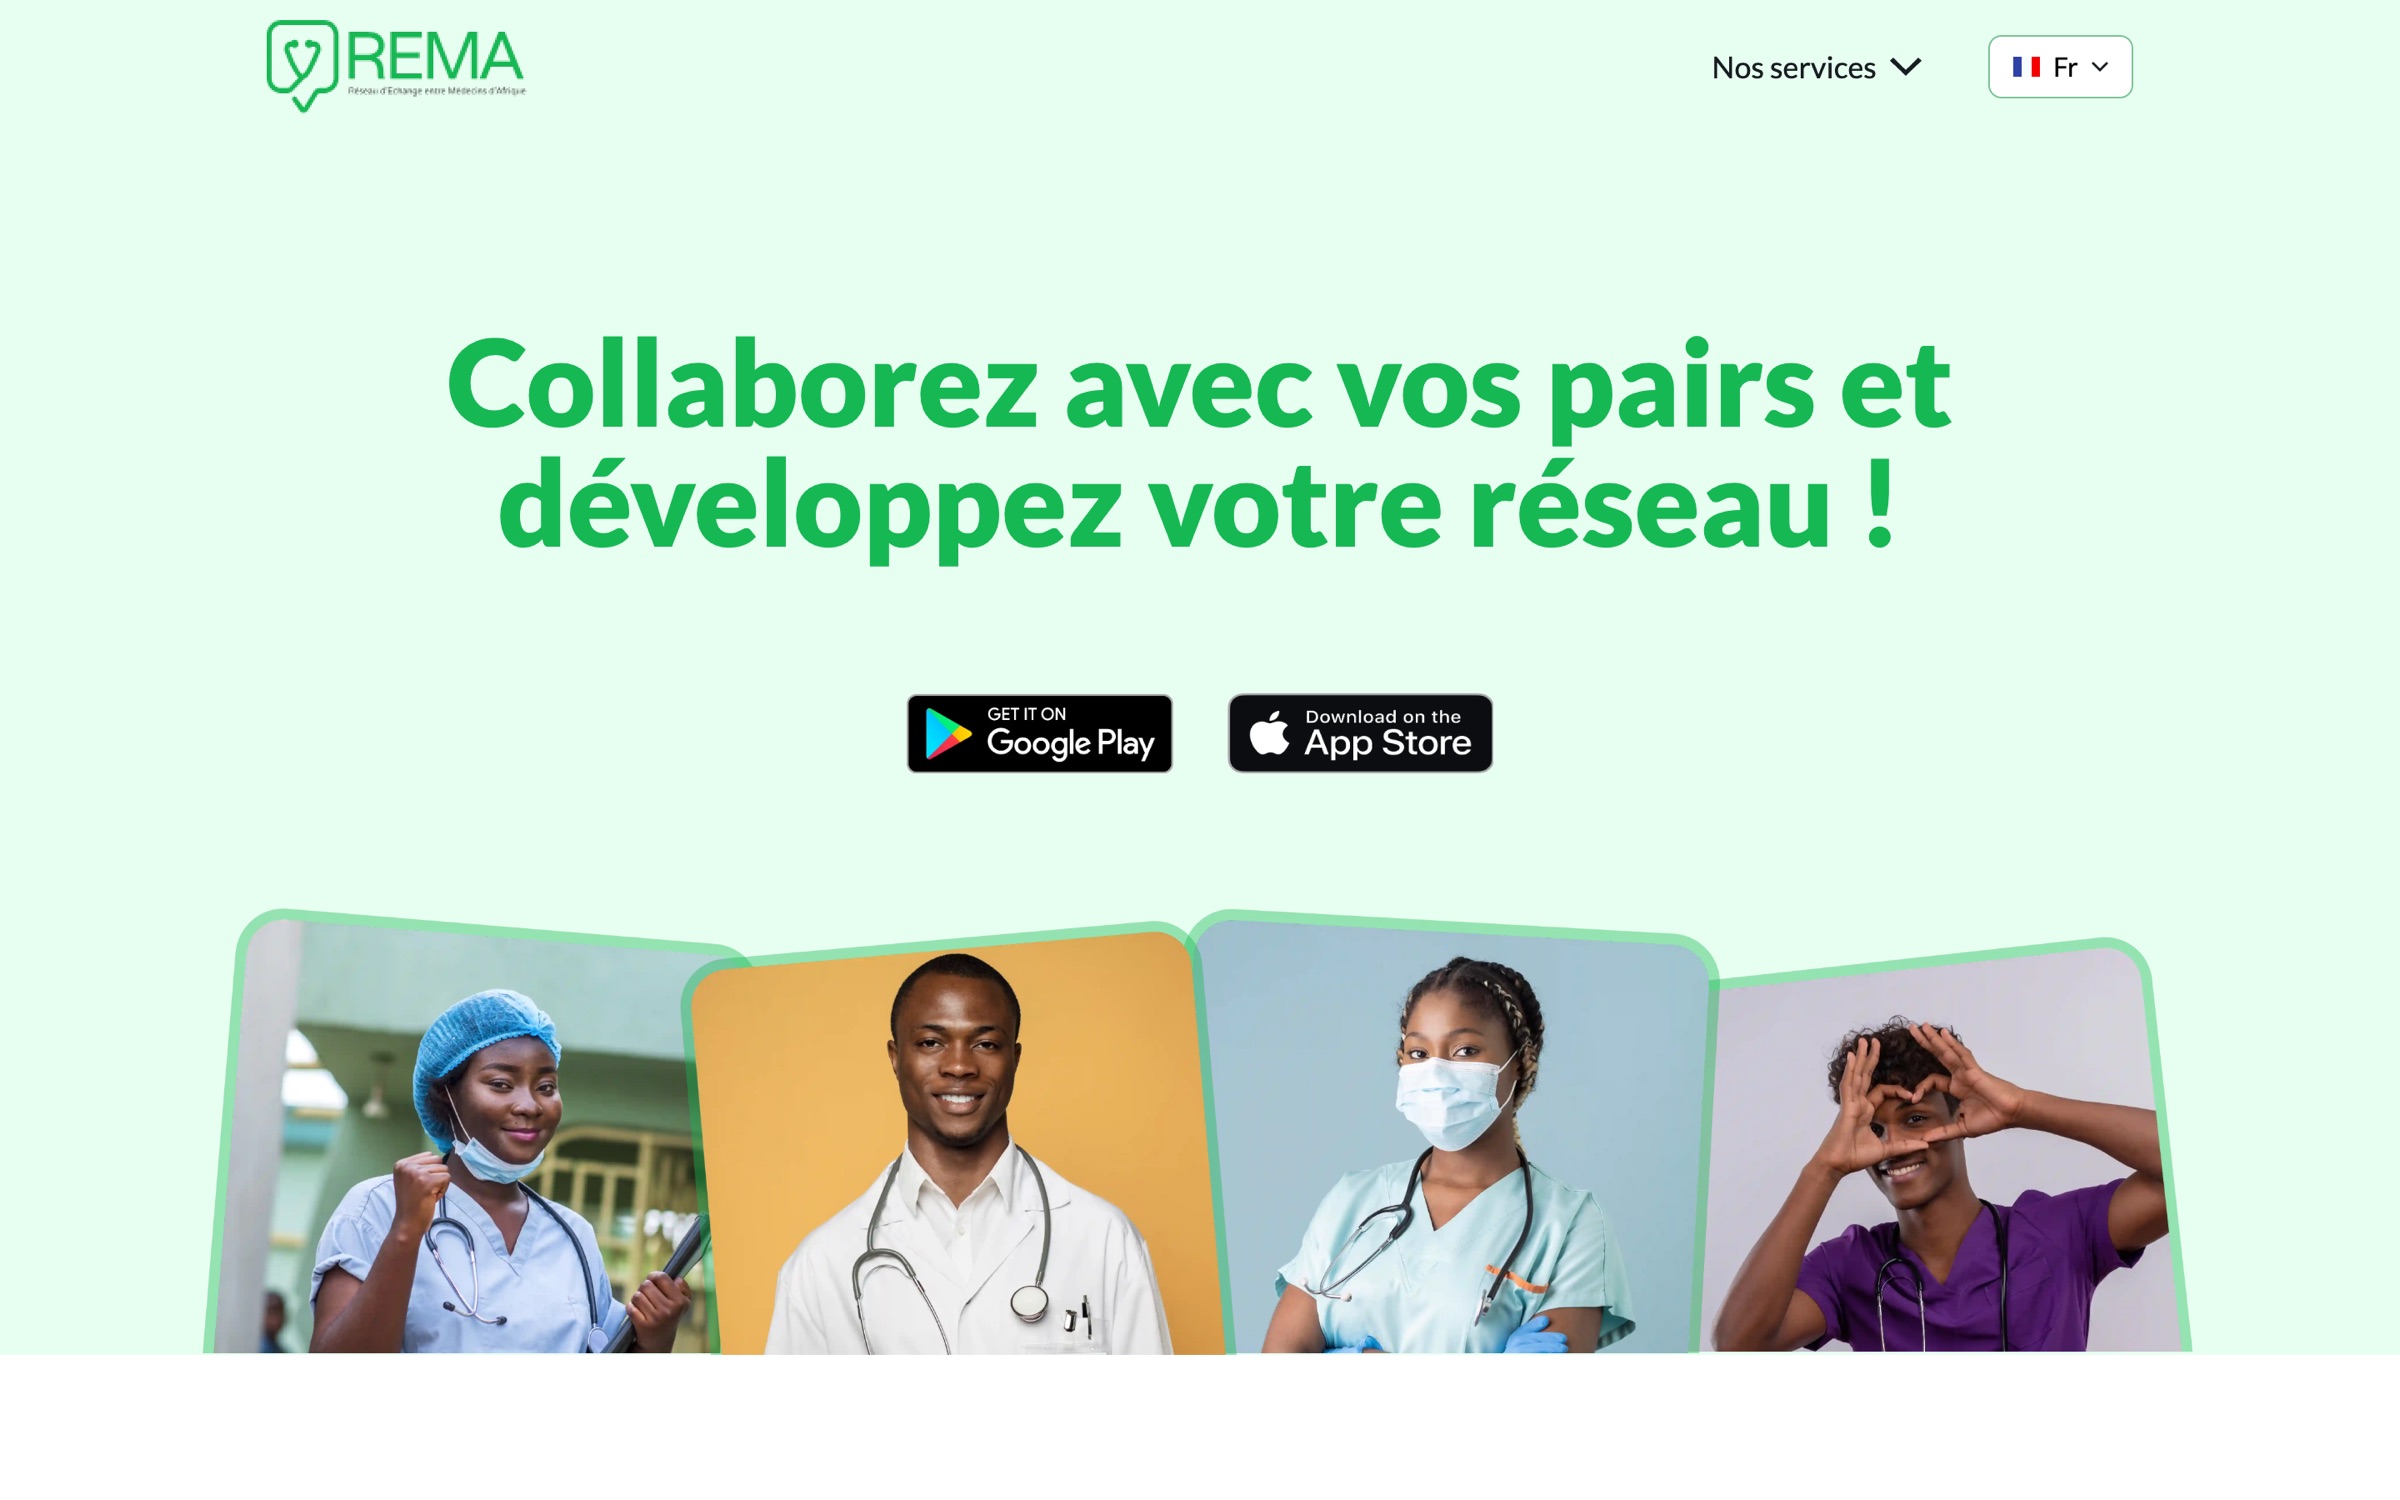 REMA
Réseau d'Echange entre Médecins d'Afrique
Nos services
Fr
Collaborez avec vos pairs et
développez votre réseau !
GET IT ON
Google Play
Download on the
App Store